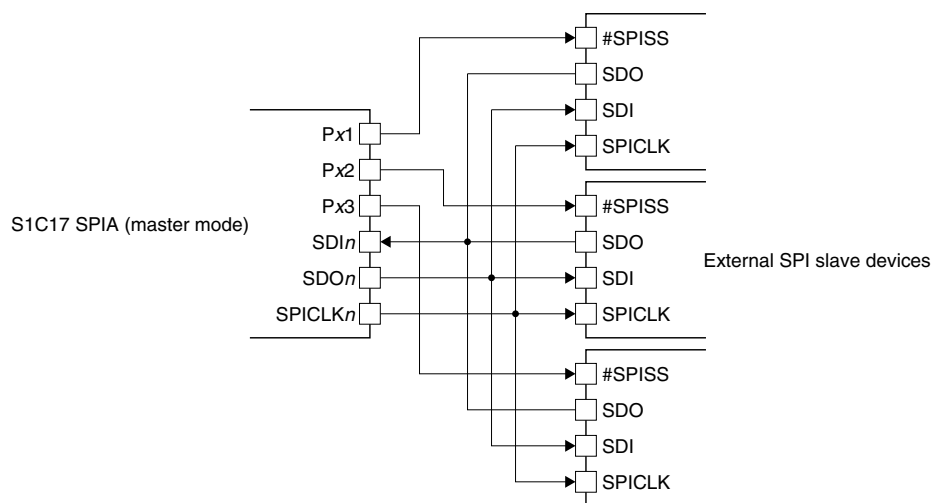 #SPISS
SDO
SDI
SPICLK
Px1
Px2
Px3
SDIn
SDOn
SPICLKn
S1C17 SPIA (master mode)
#SPISS
SDO
SDI
SPICLK
External SPI slave devices
#SPISS
SDO
SDI
SPICLK